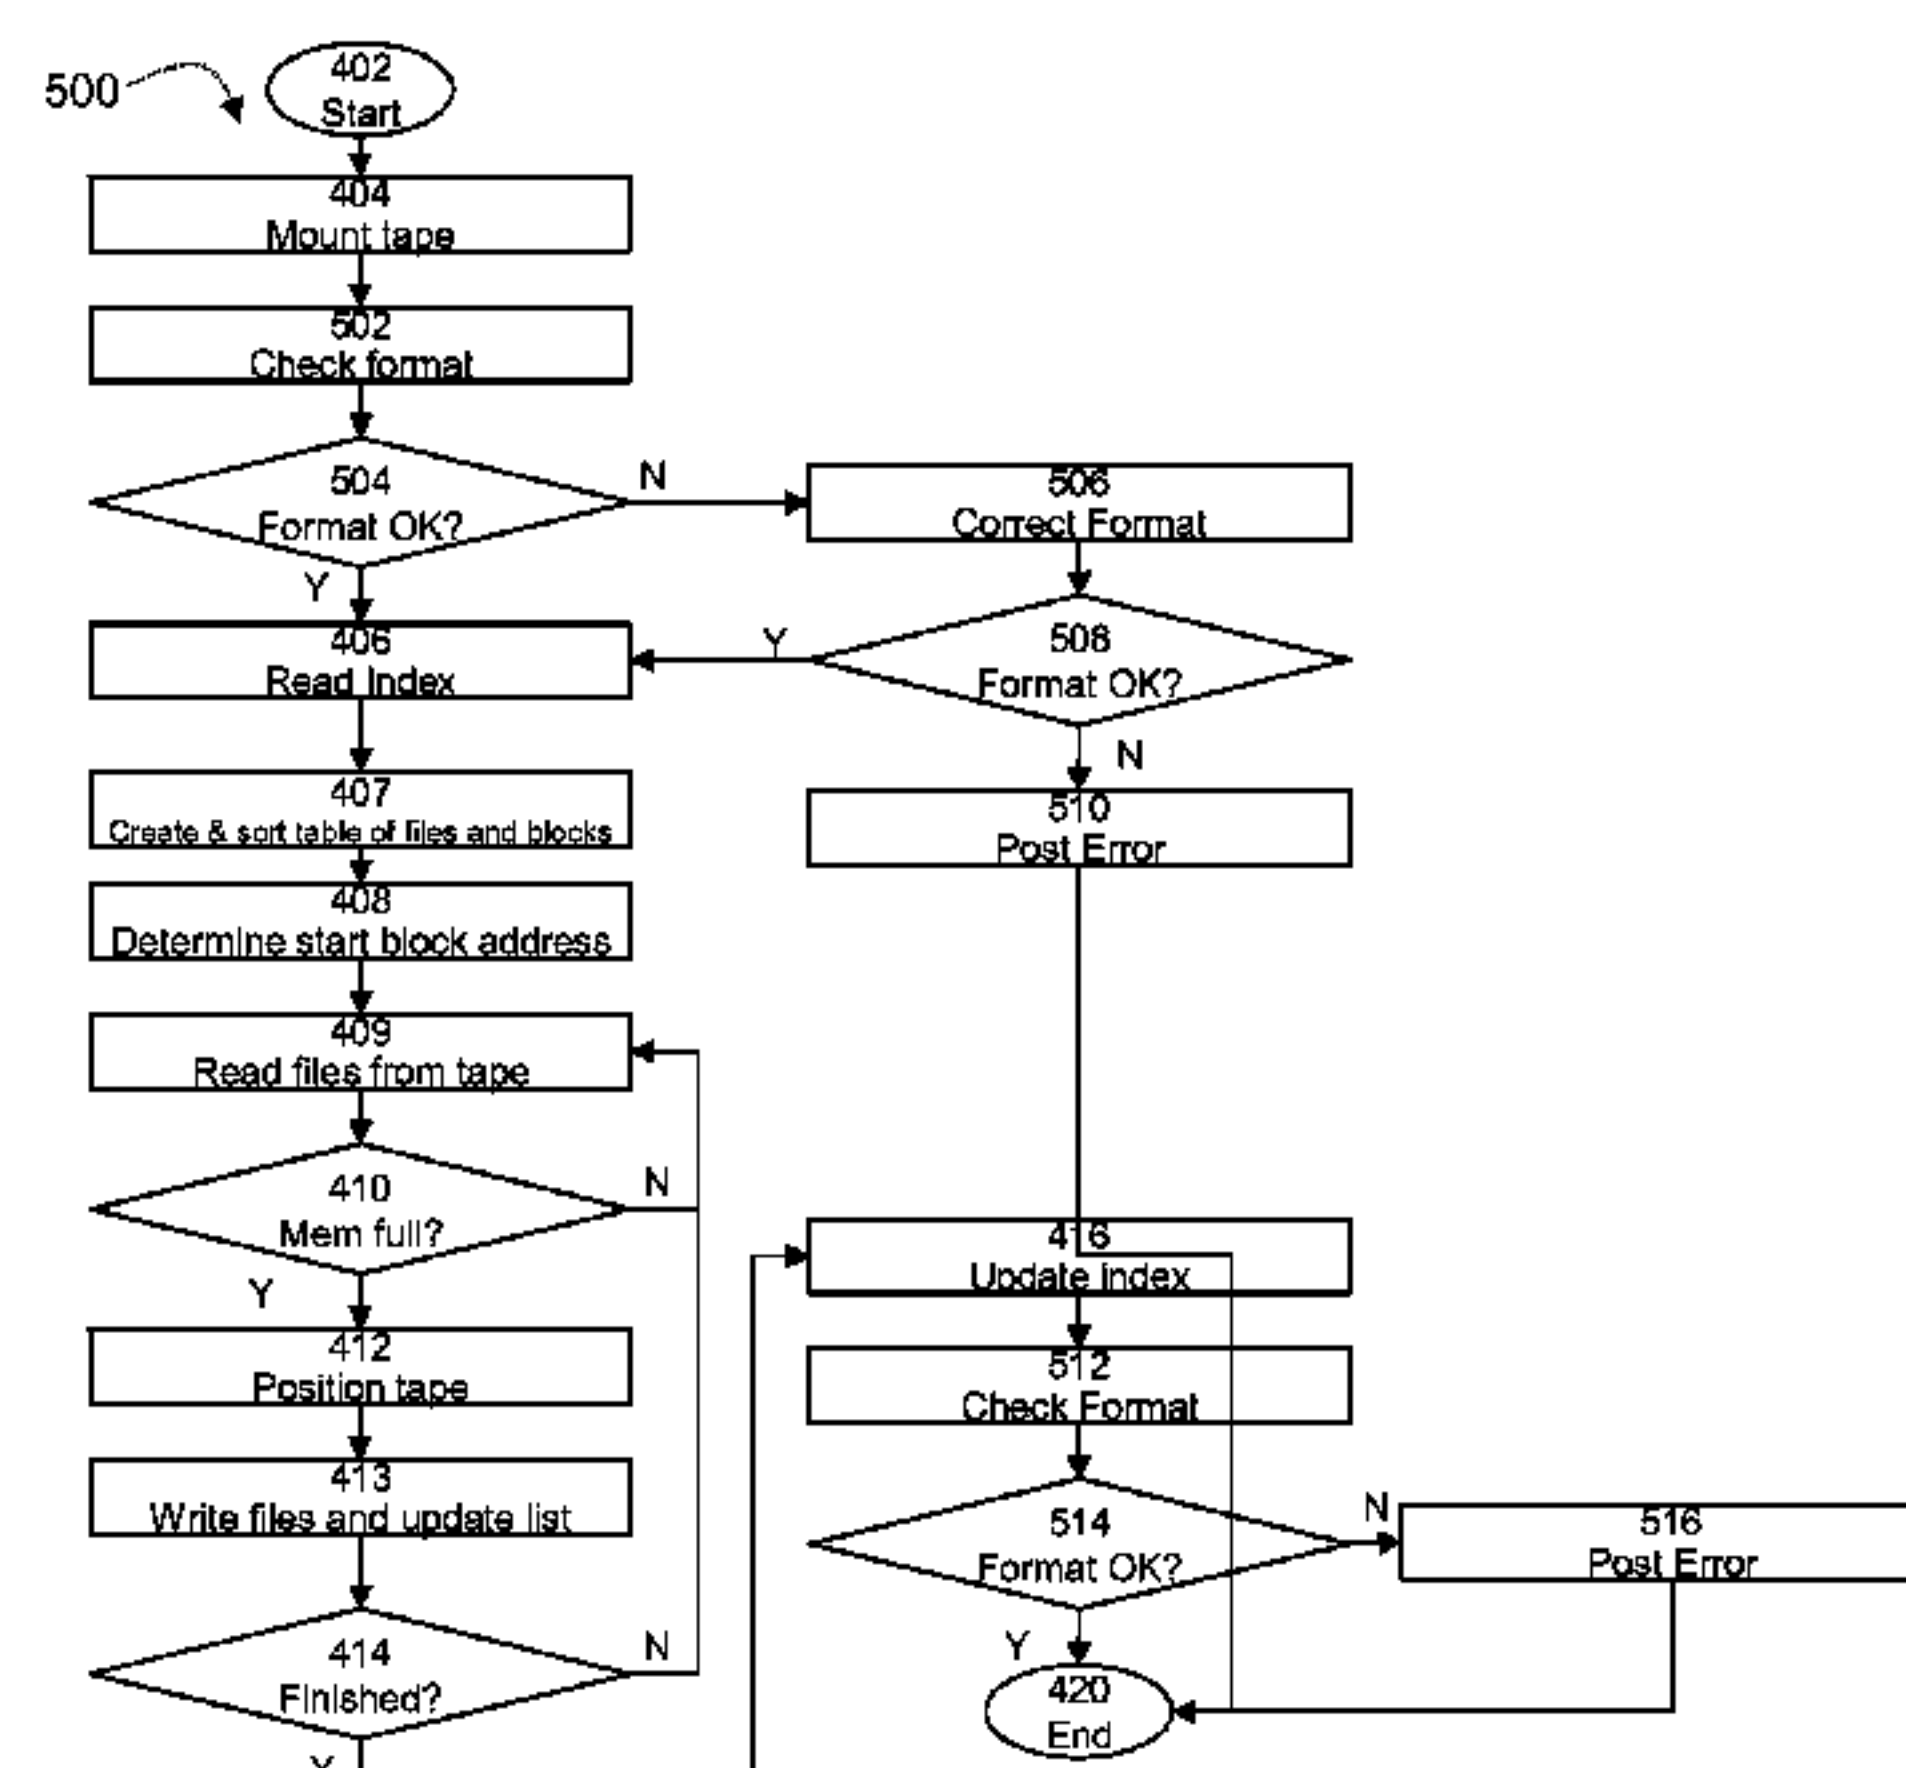 500
402
Start
404
Mount tape
502
Check format
504
Format OK?
N
Y
506
Correct Format
406
Read Index
Y
508
Format OK?
N
407
Create & sort table of files and blocks
510
Post Error
408
Determine start block address
409
Read files from tape
410
Mem full?
N
Y
416
Update index
412
Position tape
512
Check Format
413
Write files and update list
514
Format OK?
N
516
Post Error
Y
414
Finished?
N
Y
420
End